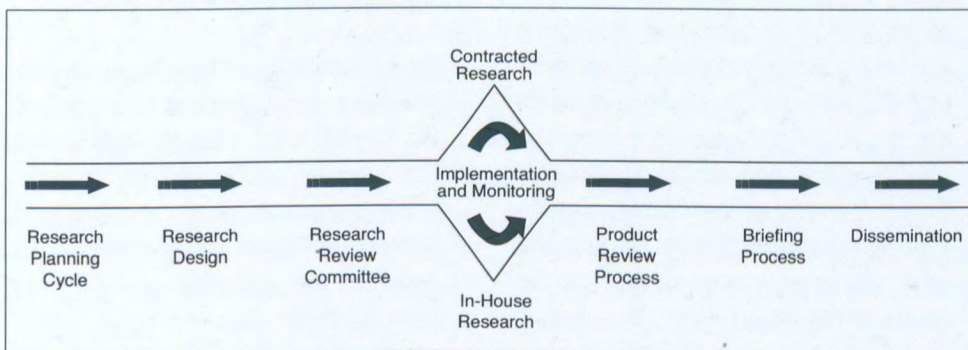 Contracted
Research
Implementation
and Monitoring
Research
Planning
Cycle
Research
Design
Research
Review
Committee
Product
Review
Process
Briefing
Process
Dissemination
In-House
Research